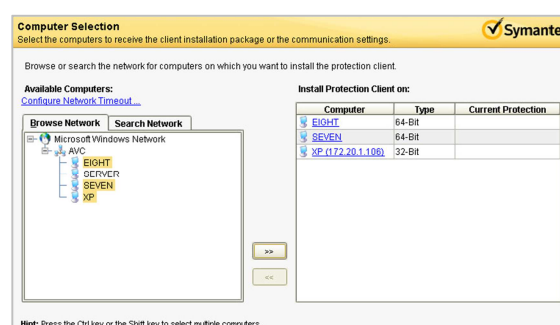 Computer Selection
Select the computers to receive the client installation package or the communication settings.
Symante
Browse or search the network for computers on which you want to install the protection client.
Available Computers:
Configure Network Timeout ...
Browse Network Search Network
Microsoft Windows Network
AVC
EIGHT
SERVER
SEVEN
XP
>>
<<
Install Protection Client on:
Computer Type Current Protection
EIGHT 64-Bit
SEVEN 64-Bit
XP (172.20.1.106) 32-Bit
Hint: Press the Ctrl key or the Shift key to select multiple computers